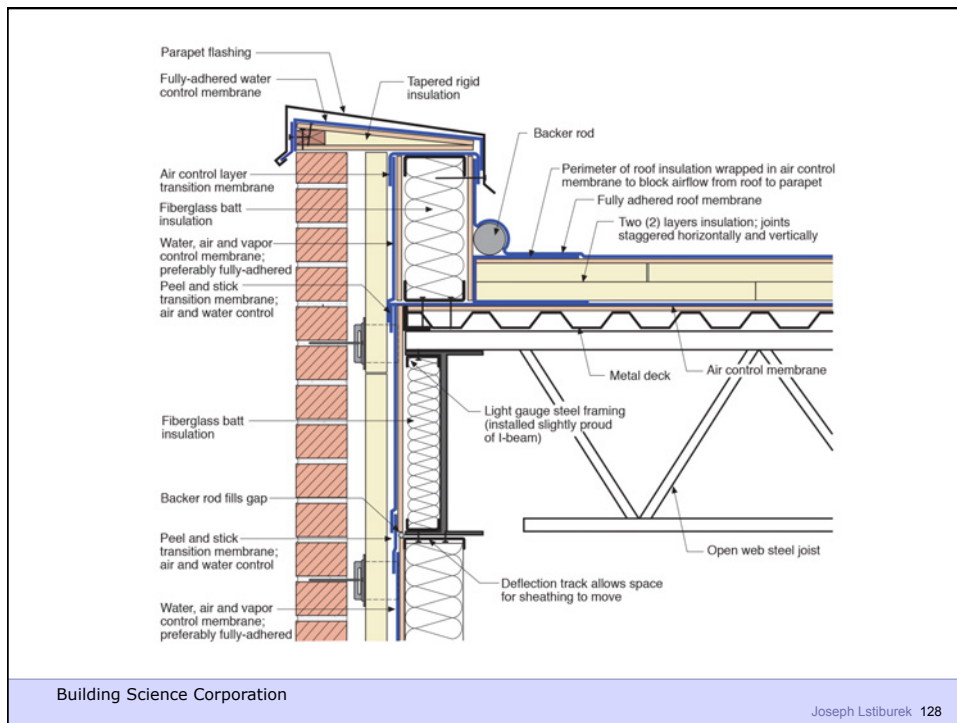 Parapet flashing
Fully-adhered water
control membrane
Tapered rigid
insulation
Backer rod
Air control layer
transition membrane
Perimeter of roof insulation wrapped in air control
membrane to block airflow from roof to parapet
Fully adhered roof membrane
Fiberglass batt
insulation
Two (2) layers insulation; joints
staggered horizontally and vertically
Water, air and vapor
control membrane;
preferably fully-adhered
Peel and stick
transition membrane;
air and water control
Metal deck
Air control membrane
Fiberglass batt
insulation
Light gauge steel framing
(installed slightly proud
of I-beam)
Backer rod fills gap
Peel and stick
transition membrane;
air and water control
Open web steel joist
Deflection track allows space
for sheathing to move
Water, air and vapor
control membrane;
preferably fully-adhered
Building Science Corporation
Joseph Lstiburek 128